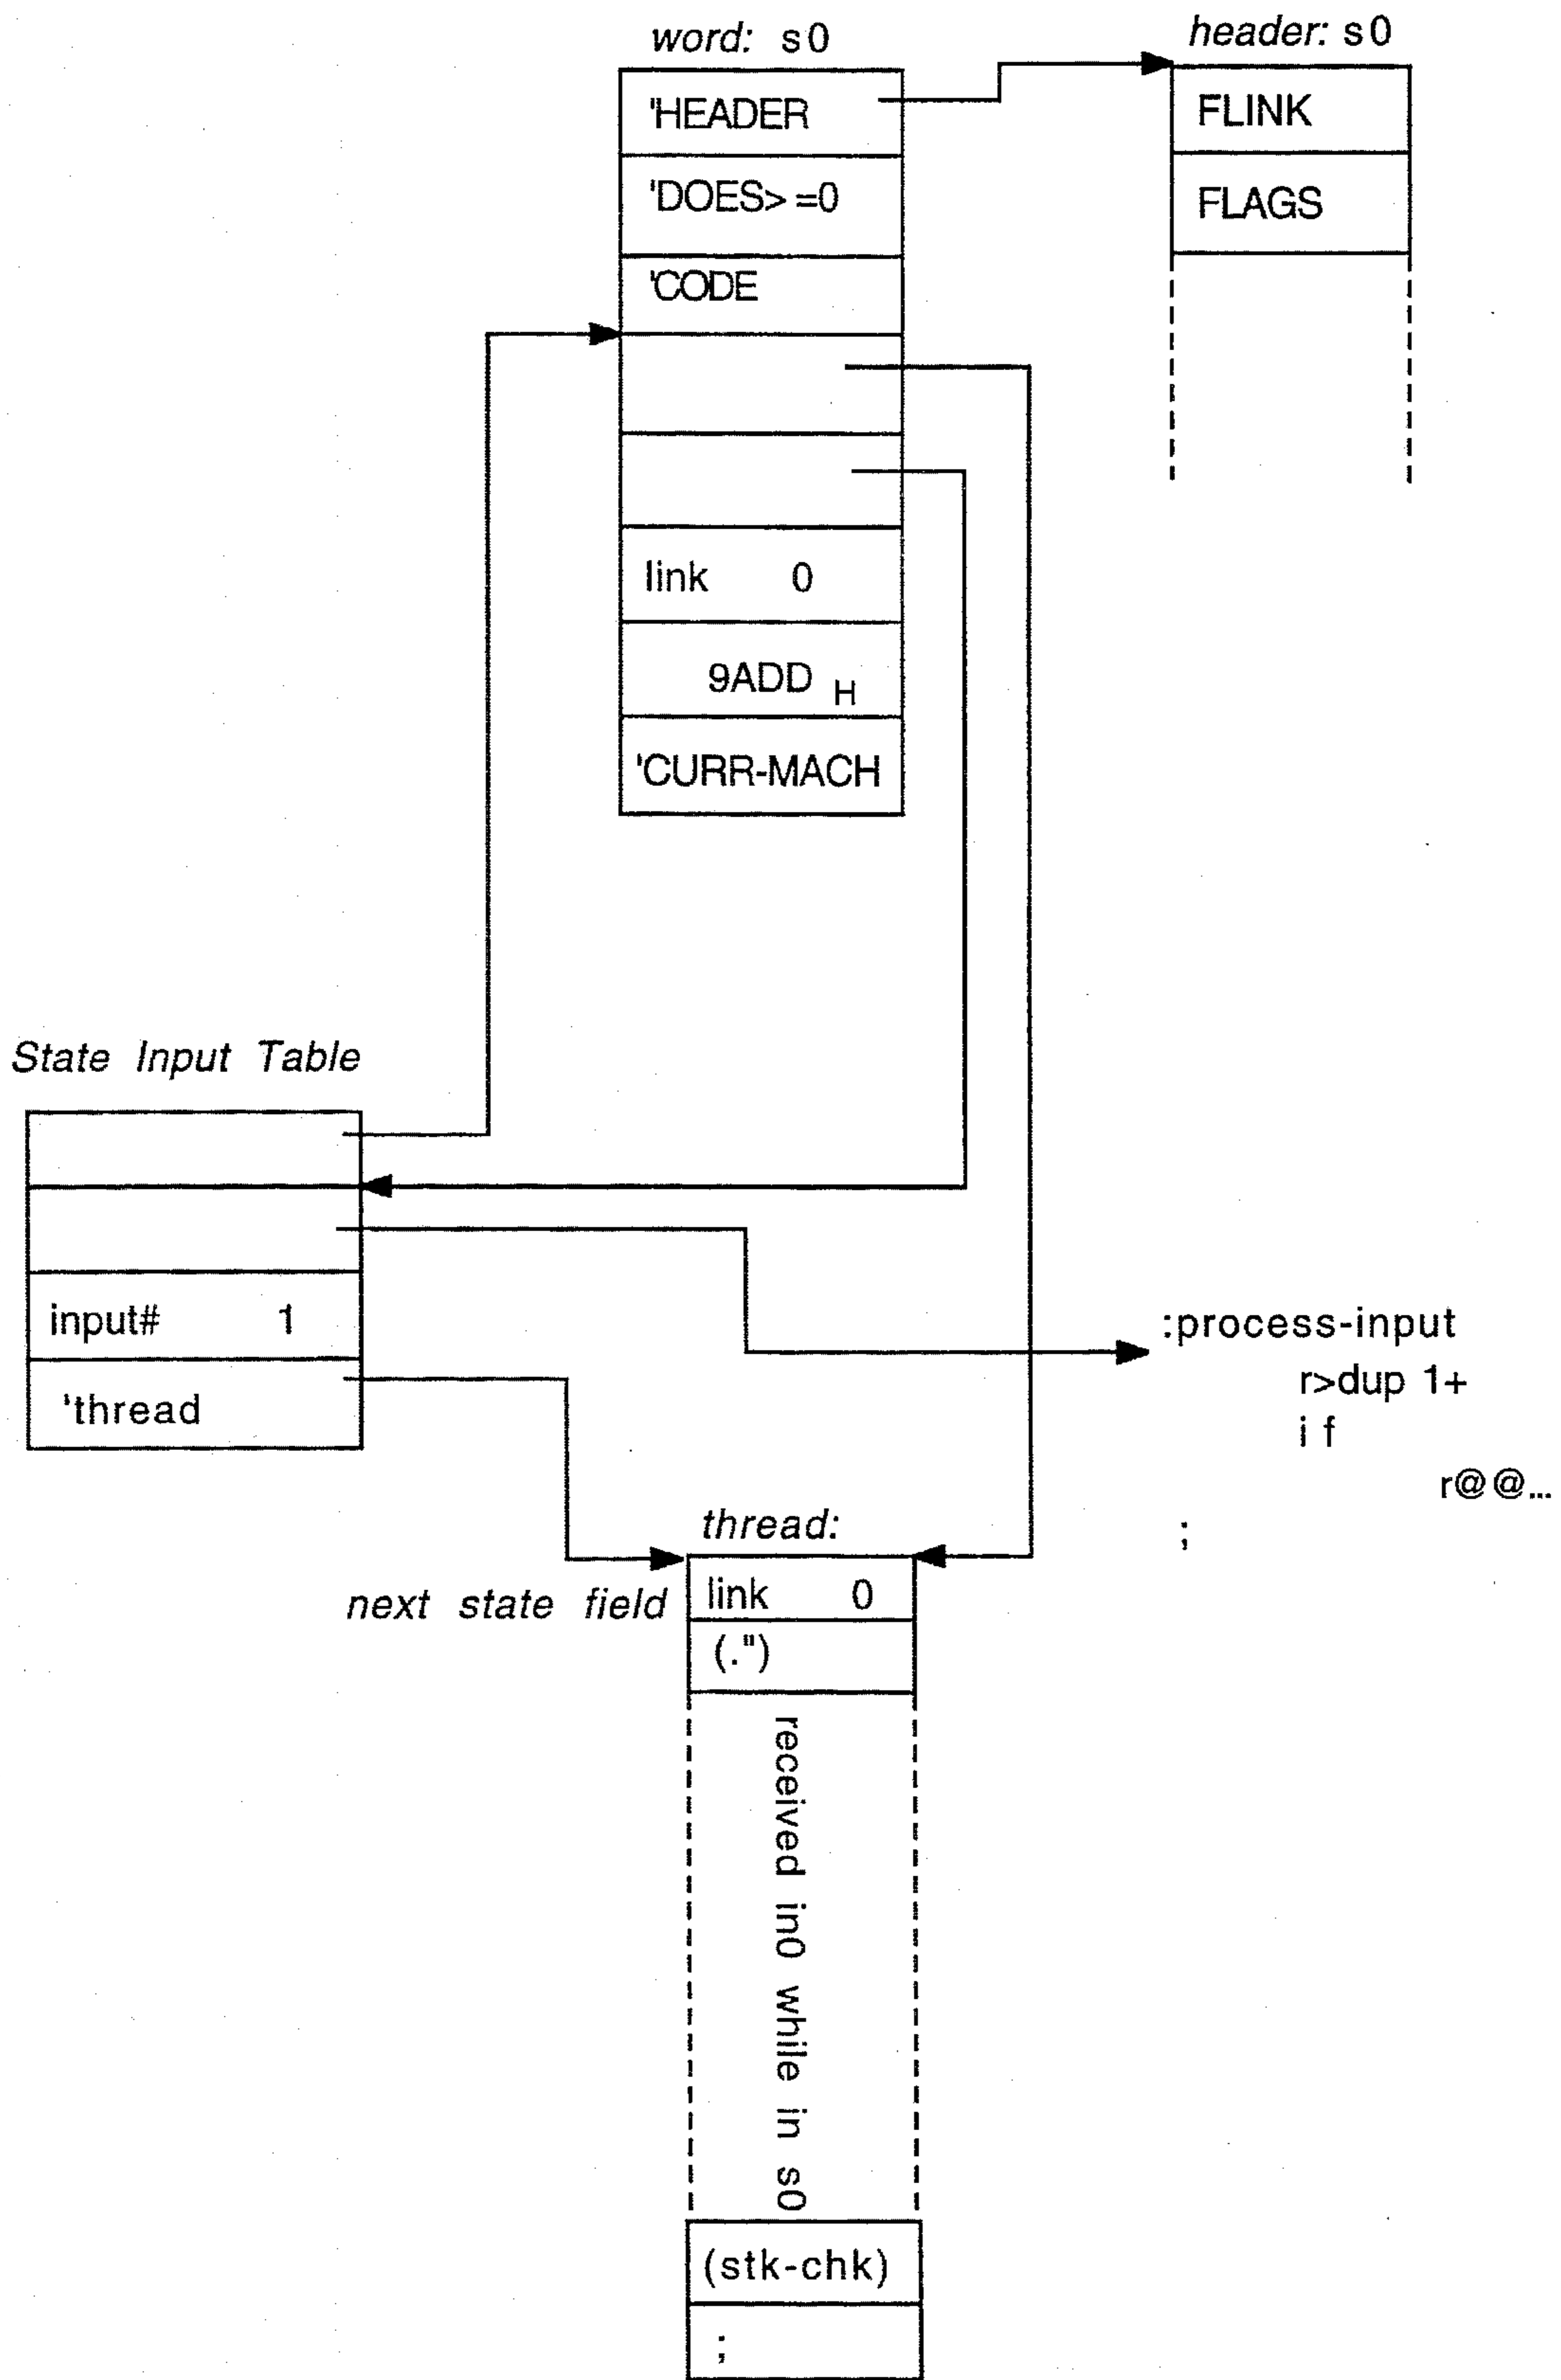 word: s0
header: s0
'HEADER
FLINK
'DOES> =0
FLAGS
'CODE
link 0
9ADD H
'CURR-MACH
State Input Table
input# 1
'thread
:process-input
r>dup 1+
i f
r@@...
;
thread:
next state field
link 0
(.")
received in0 while in s0
(stk-chk)
;